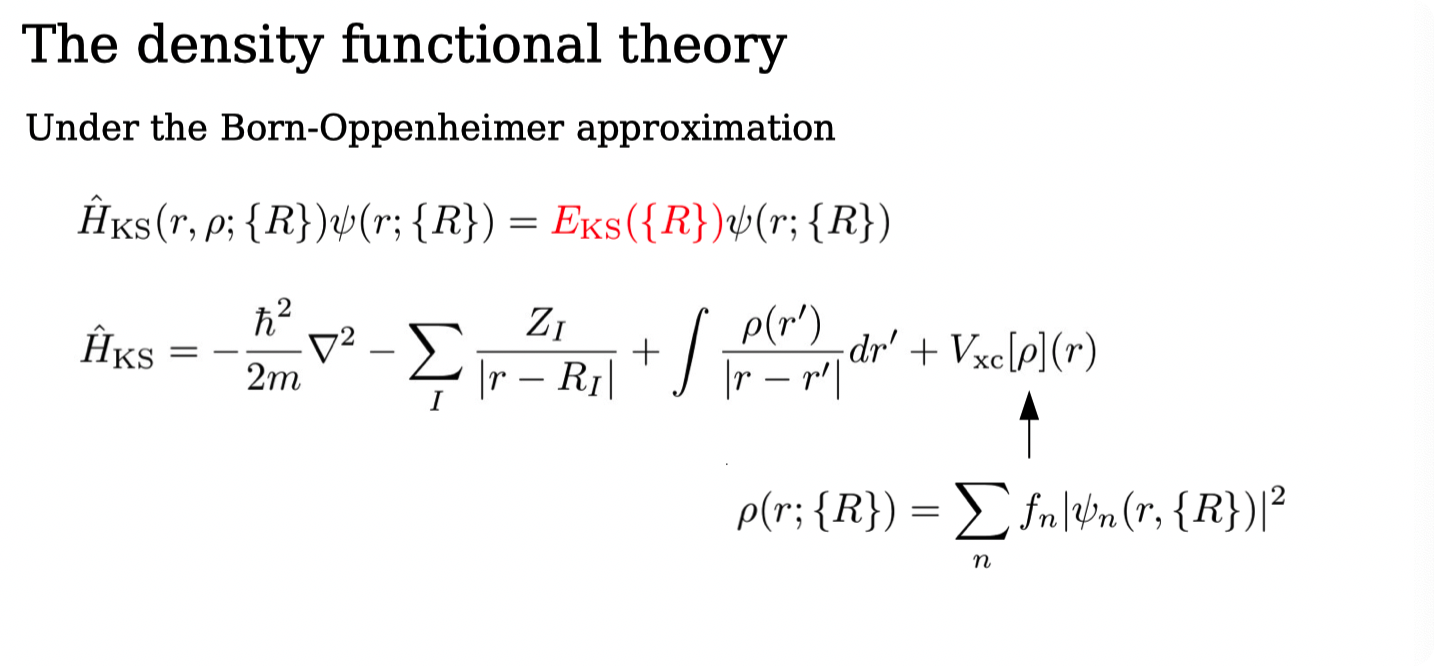 The density functional theory
Under the Born-Oppenheimer approximation
$\hat{H}_{\mathrm{KS}}(r, \rho; \{R\})\psi(r; \{R\}) = E_{\mathrm{KS}}(\{R\})\psi(r; \{R\})$
$\hat{H}_{\mathrm{KS}} = -\frac{\hbar^2}{2m}\nabla^2 - \sum_I \frac{Z_I}{|r - R_I|} + \int \frac{\rho(r')}{|r - r'|} dr' + V_{\mathrm{xc}}[\rho](r)$
$\rho(r; \{R\}) = \sum_n f_n |\psi_n(r, \{R\})|^2$